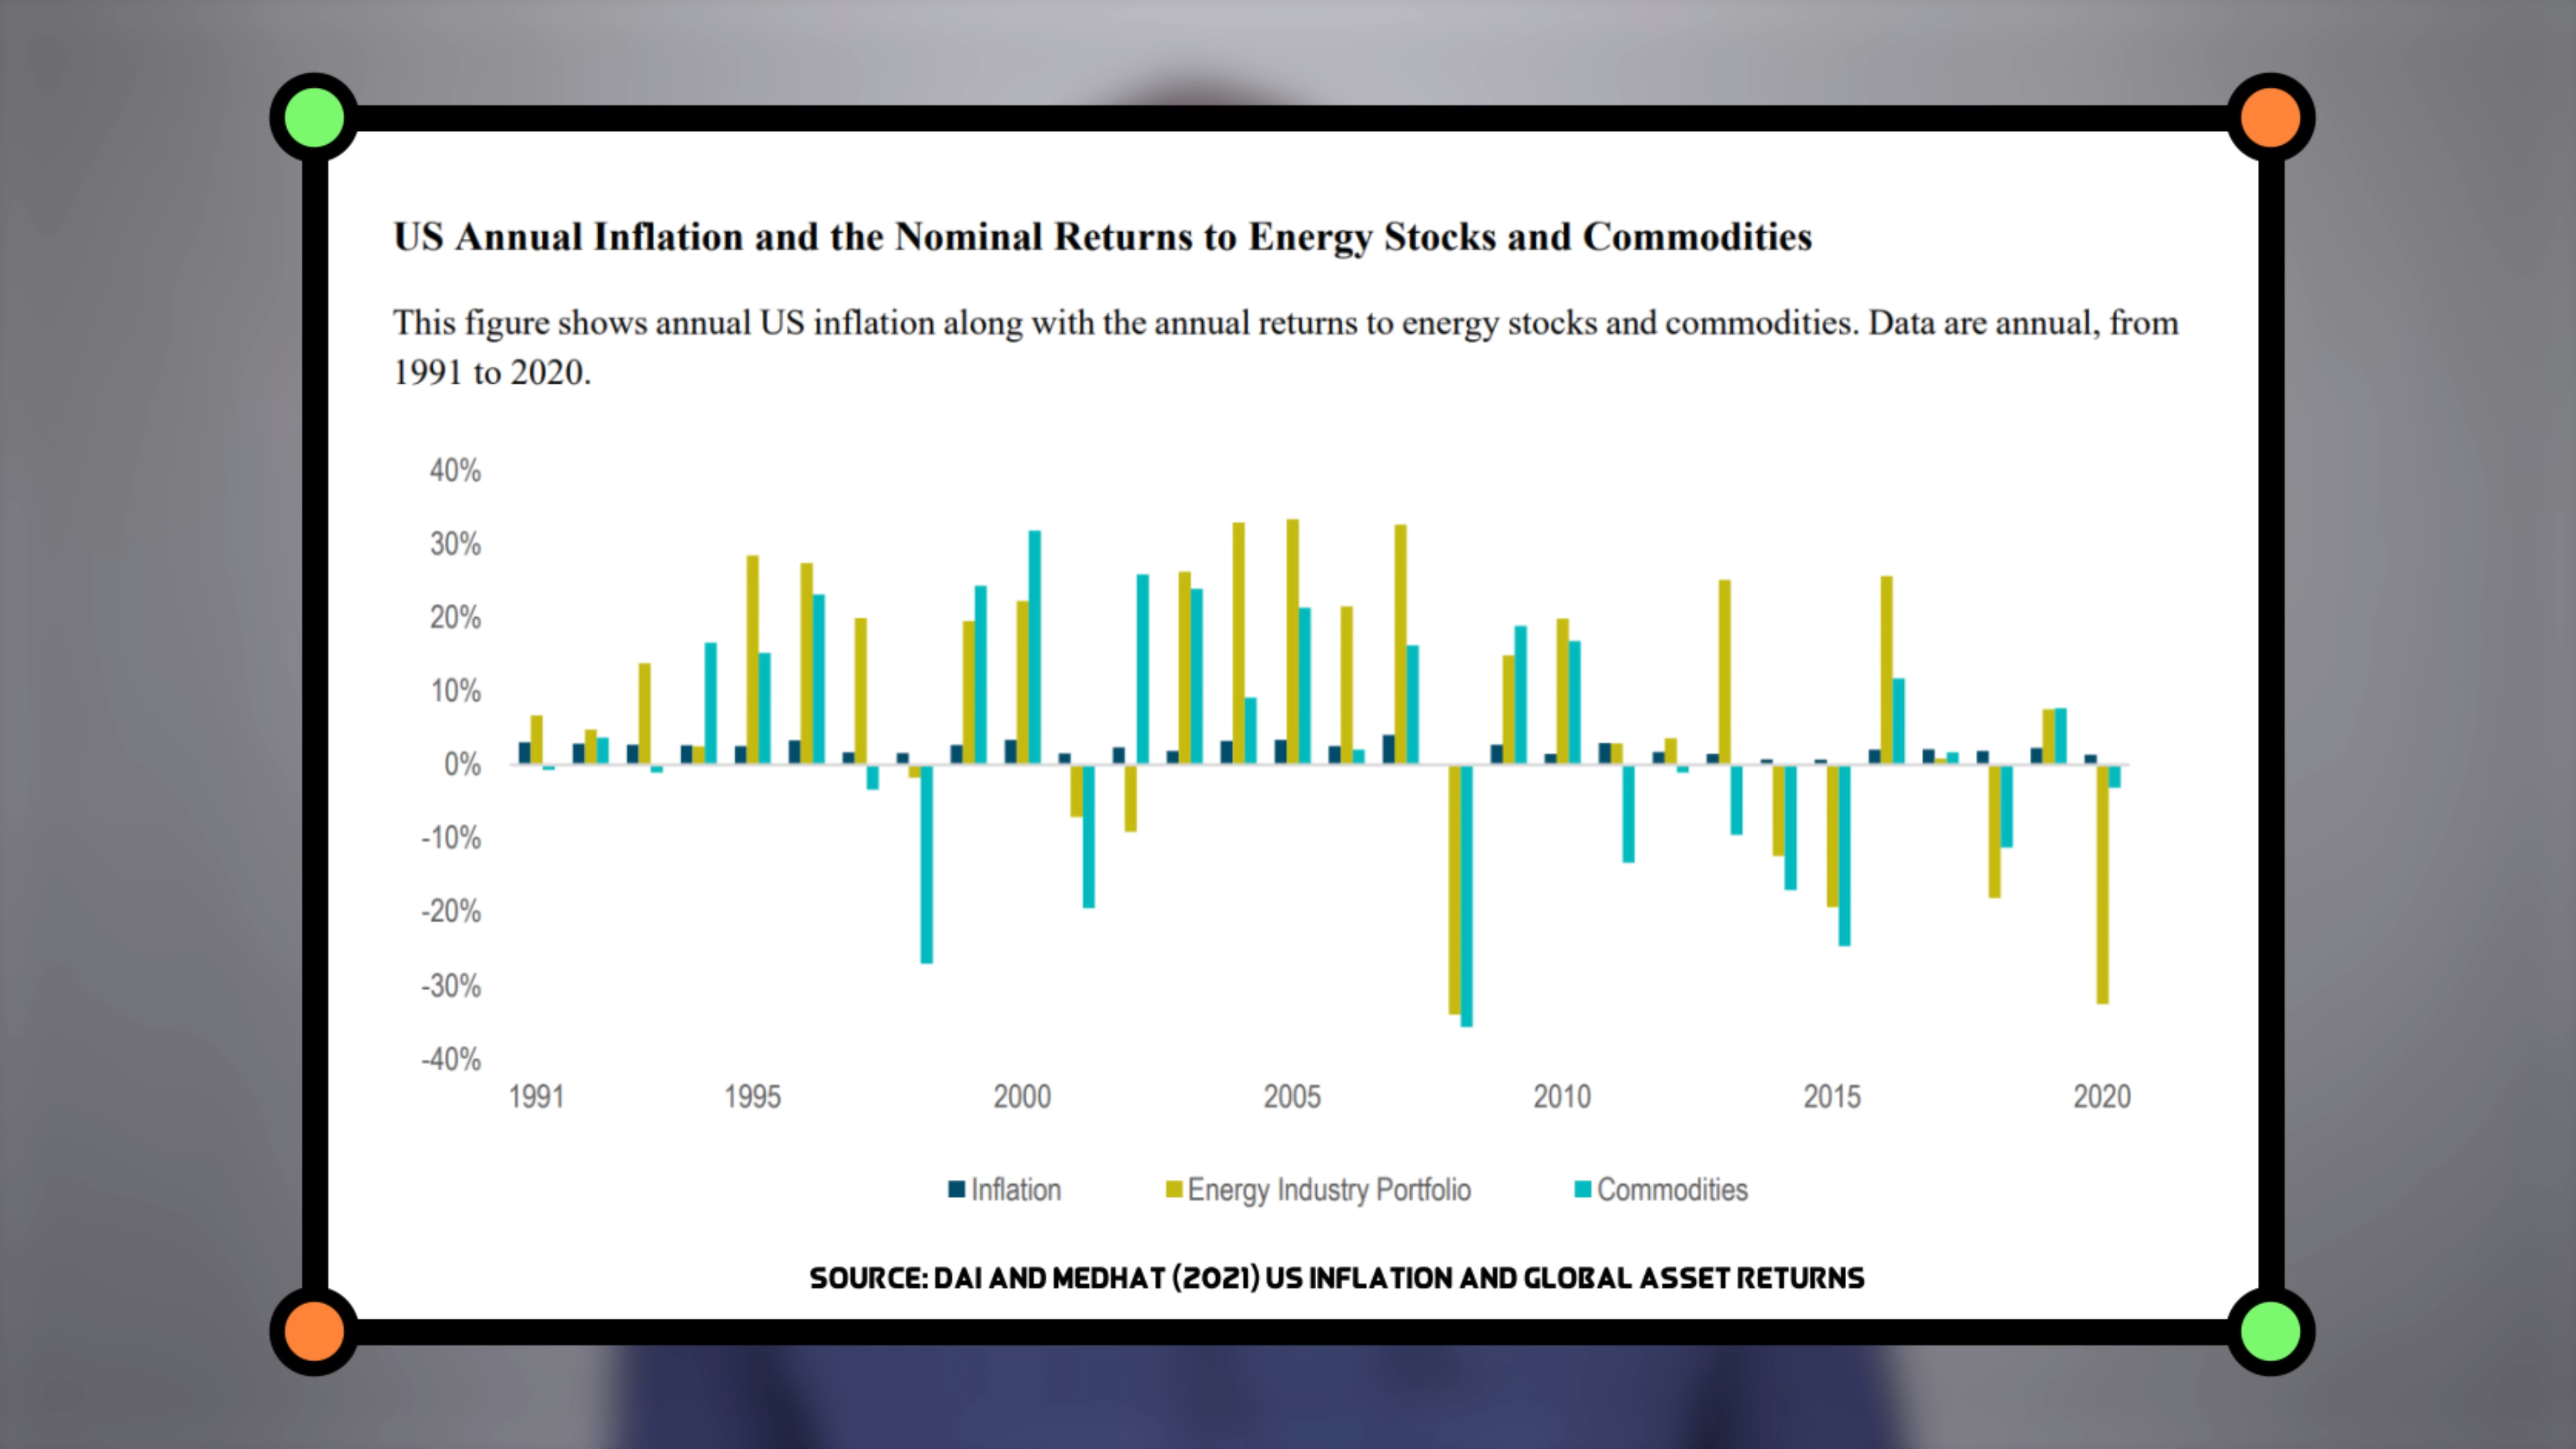 US Annual Inflation and the Nominal Returns to Energy Stocks and Commodities
This figure shows annual US inflation along with the annual returns to energy stocks and commodities. Data are annual, from
1991 to 2020.
40%
30%
20%
10%
0%
-10%
-20%
-30%
-40%
1991 1995 2000 2005 2010 2015 2020
Inflation Energy Industry Portfolio Commodities
SOURCE: DAI AND MEDHAT (2021) US INFLATION AND GLOBAL ASSET RETURNS